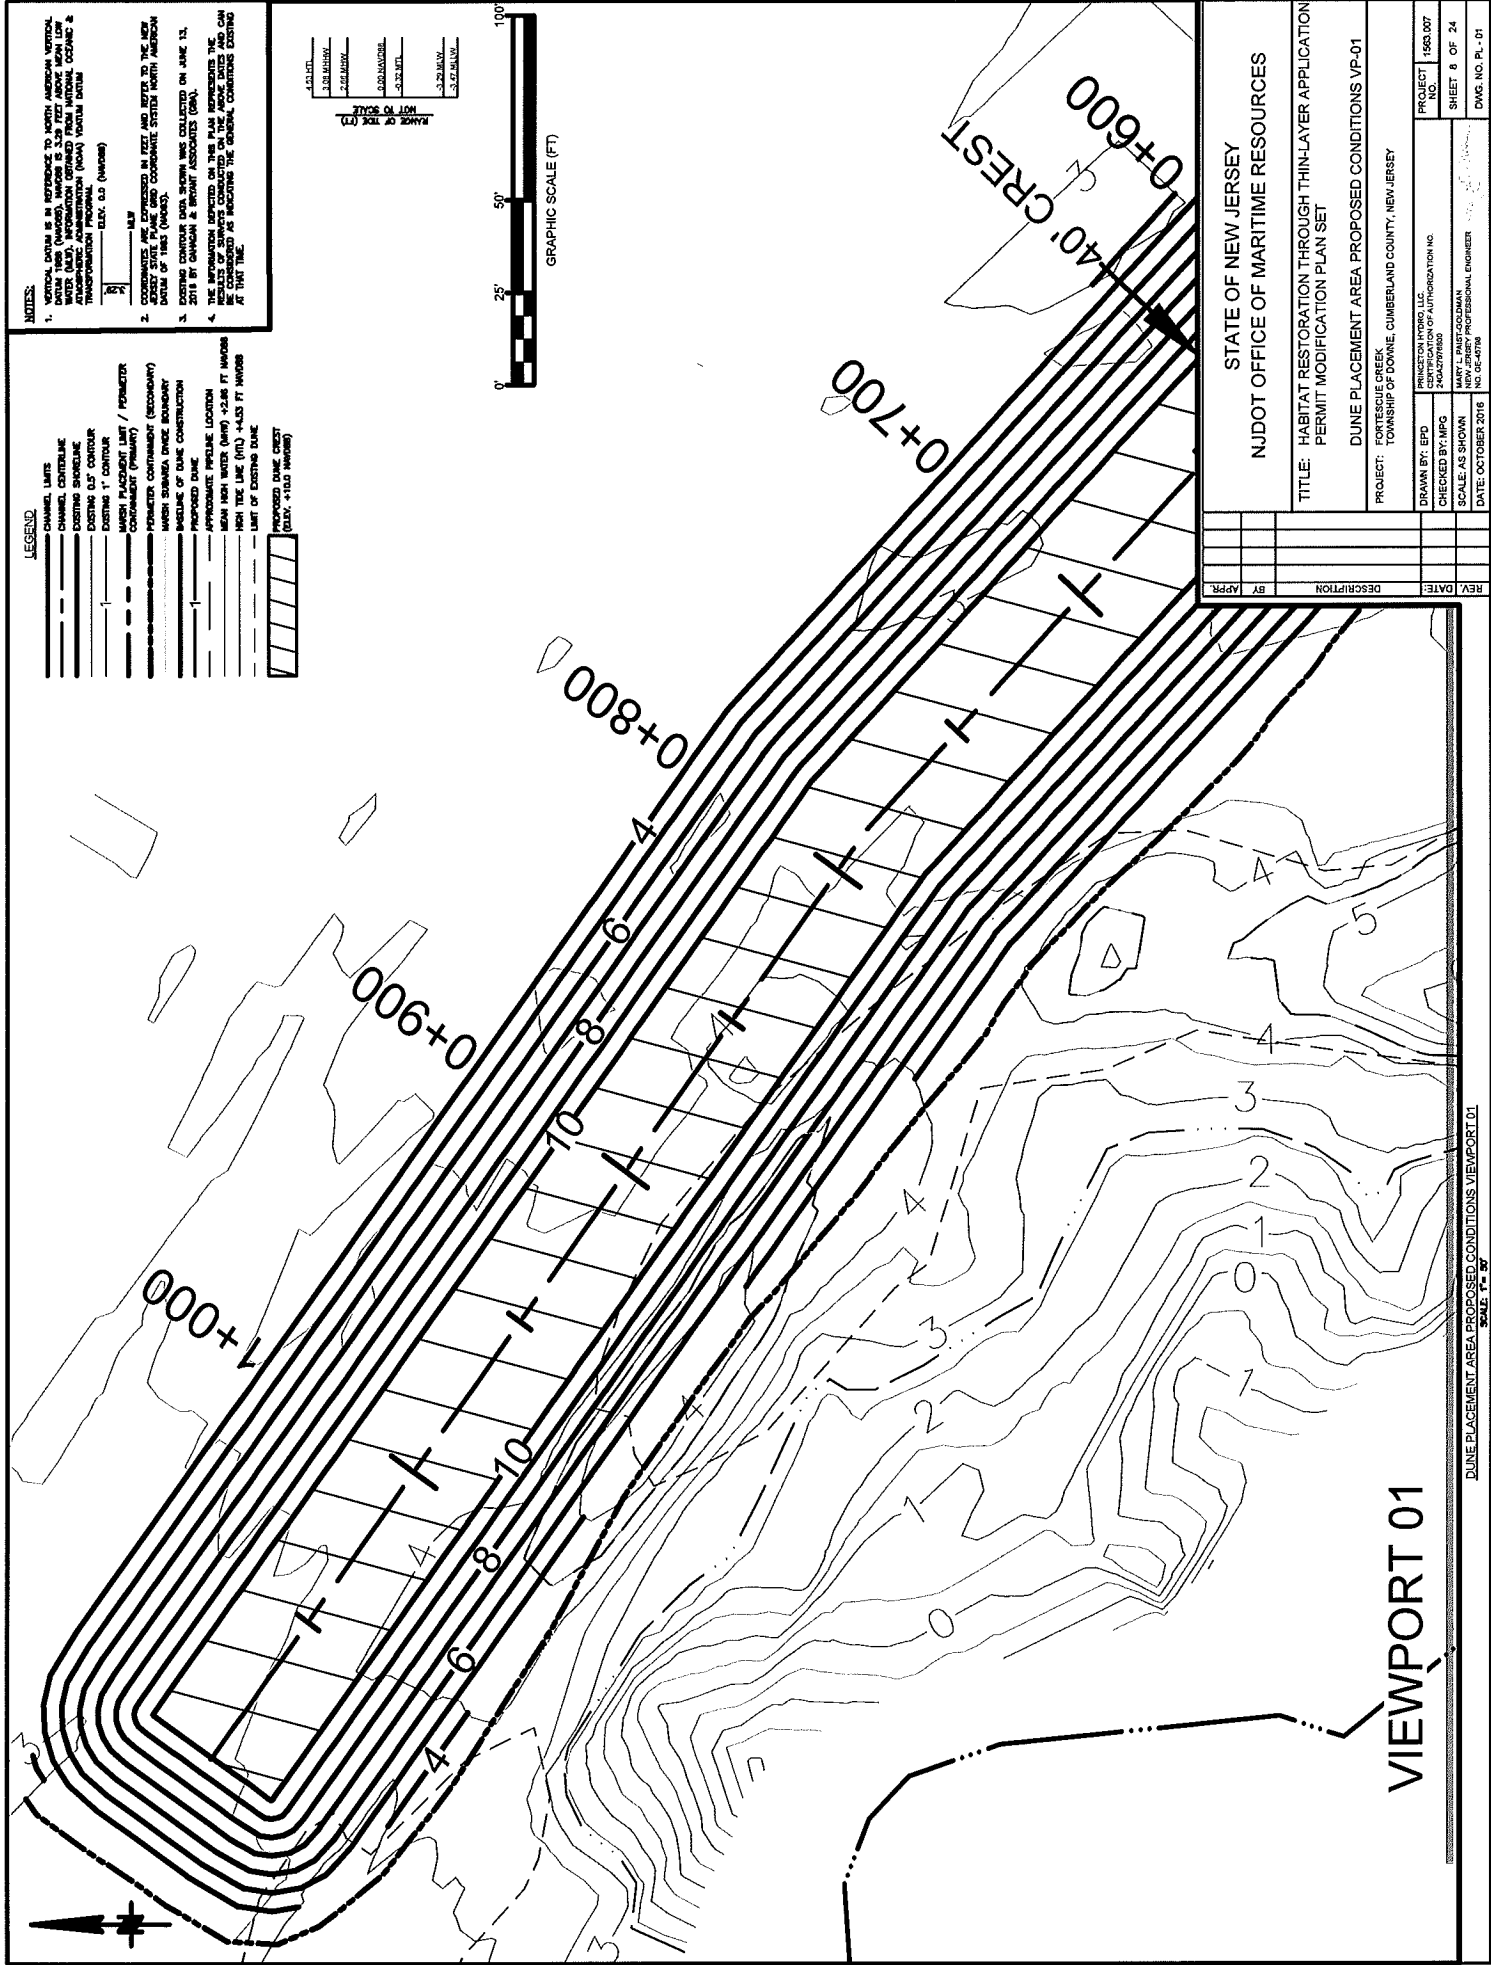 NOTES:
1. VERTICAL DATUM IS IN REFERENCE TO NORTH AMERICAN VERTICAL
DATUM 1988 (NAVD88). NAVD88 IS 3.29 FEET ABOVE MEAN LOW
WATER (MLW). INFORMATION OBTAINED FROM NATIONAL OCEANIC &
ATMOSPHERIC ADMINISTRATION (NOAA) VDATUM DATUM
TRANSFORMATION PROGRAM.
ELEV. 0.0 (NAVD88)
MLW
2. COORDINATES ARE EXPRESSED IN FEET AND REFER TO THE NEW
JERSEY STATE PLANE GRID COORDINATE SYSTEM NORTH AMERICAN
DATUM OF 1983 (NAD83).
3. EXISTING CONTOUR DATA SHOWN WAS COLLECTED ON JUNE 13,
2016 BY GAHAGAN & BRYANT ASSOCIATES (GBA).
4. THE INFORMATION DEPICTED ON THIS PLAN REPRESENTS THE
RESULTS OF SURVEYS CONDUCTED ON THE ABOVE DATES AND CAN
BE CONSIDERED AS INDICATING THE GENERAL CONDITIONS EXISTING
AT THAT TIME.
LEGEND
CHANNEL LIMITS
CHANNEL CENTERLINE
EXISTING SHORELINE
EXISTING 0.5' CONTOUR
1 EXISTING 1' CONTOUR
MARSH PLACEMENT LIMIT / PERIMETER
CONTAINMENT (PRIMARY)
PERIMETER CONTAINMENT (SECONDARY)
MARSH SUBAREA DIVIDE BOUNDARY
BASELINE OF DUNE CONSTRUCTION
1 PROPOSED DUNE
APPROXIMATE PIPELINE LOCATION
MEAN HIGH WATER (MHW) +2.86 FT NAVD88
HIGH TIDE LINE (HTL) +4.53 FT NAVD88
LIMIT OF EXISTING DUNE
PROPOSED DUNE CREST
(ELEV. +10.0 NAVD88)
RANGE OF TIDE (FT)
NOT TO SCALE
0.00 NAVD88
-0.32 MTL
-3.29 MLW
-3.47 MLLW
0' 25' 50' 100'
GRAPHIC SCALE (FT)
1+000
0+900
0+800
0+700
0+600
40' CREST
4
6
8
10
10
8
6
4
3
4
4
4
3
3
4
4
5
4
3
2
1
0
3
2
1
0
1
3
VIEWPORT 01
DUNE PLACEMENT AREA PROPOSED CONDITIONS VIEWPORT 01
SCALE: 1" = 50'
STATE OF NEW JERSEY
NJDOT OFFICE OF MARITIME RESOURCES
TITLE: HABITAT RESTORATION THROUGH THIN-LAYER APPLICATION
PERMIT MODIFICATION PLAN SET
DUNE PLACEMENT AREA PROPOSED CONDITIONS VP-01
PROJECT: FORTESCUE CREEK
TOWNSHIP OF DOWNE, CUMBERLAND COUNTY, NEW JERSEY
DRAWN BY: EPD
CHECKED BY: MPG
SCALE: AS SHOWN
DATE: OCTOBER 2016
PRINCETON HYDRO, LLC.
CERTIFICATION OF AUTHORIZATION NO.
MARY L. PAIST-GOLDMAN
NEW JERSEY PROFESSIONAL ENGINEER
PROJECT NO. 1563.007
SHEET 8 OF 24
DWG. NO. PL - 01
REV.
DATE:
DESCRIPTION
BY
APPR.